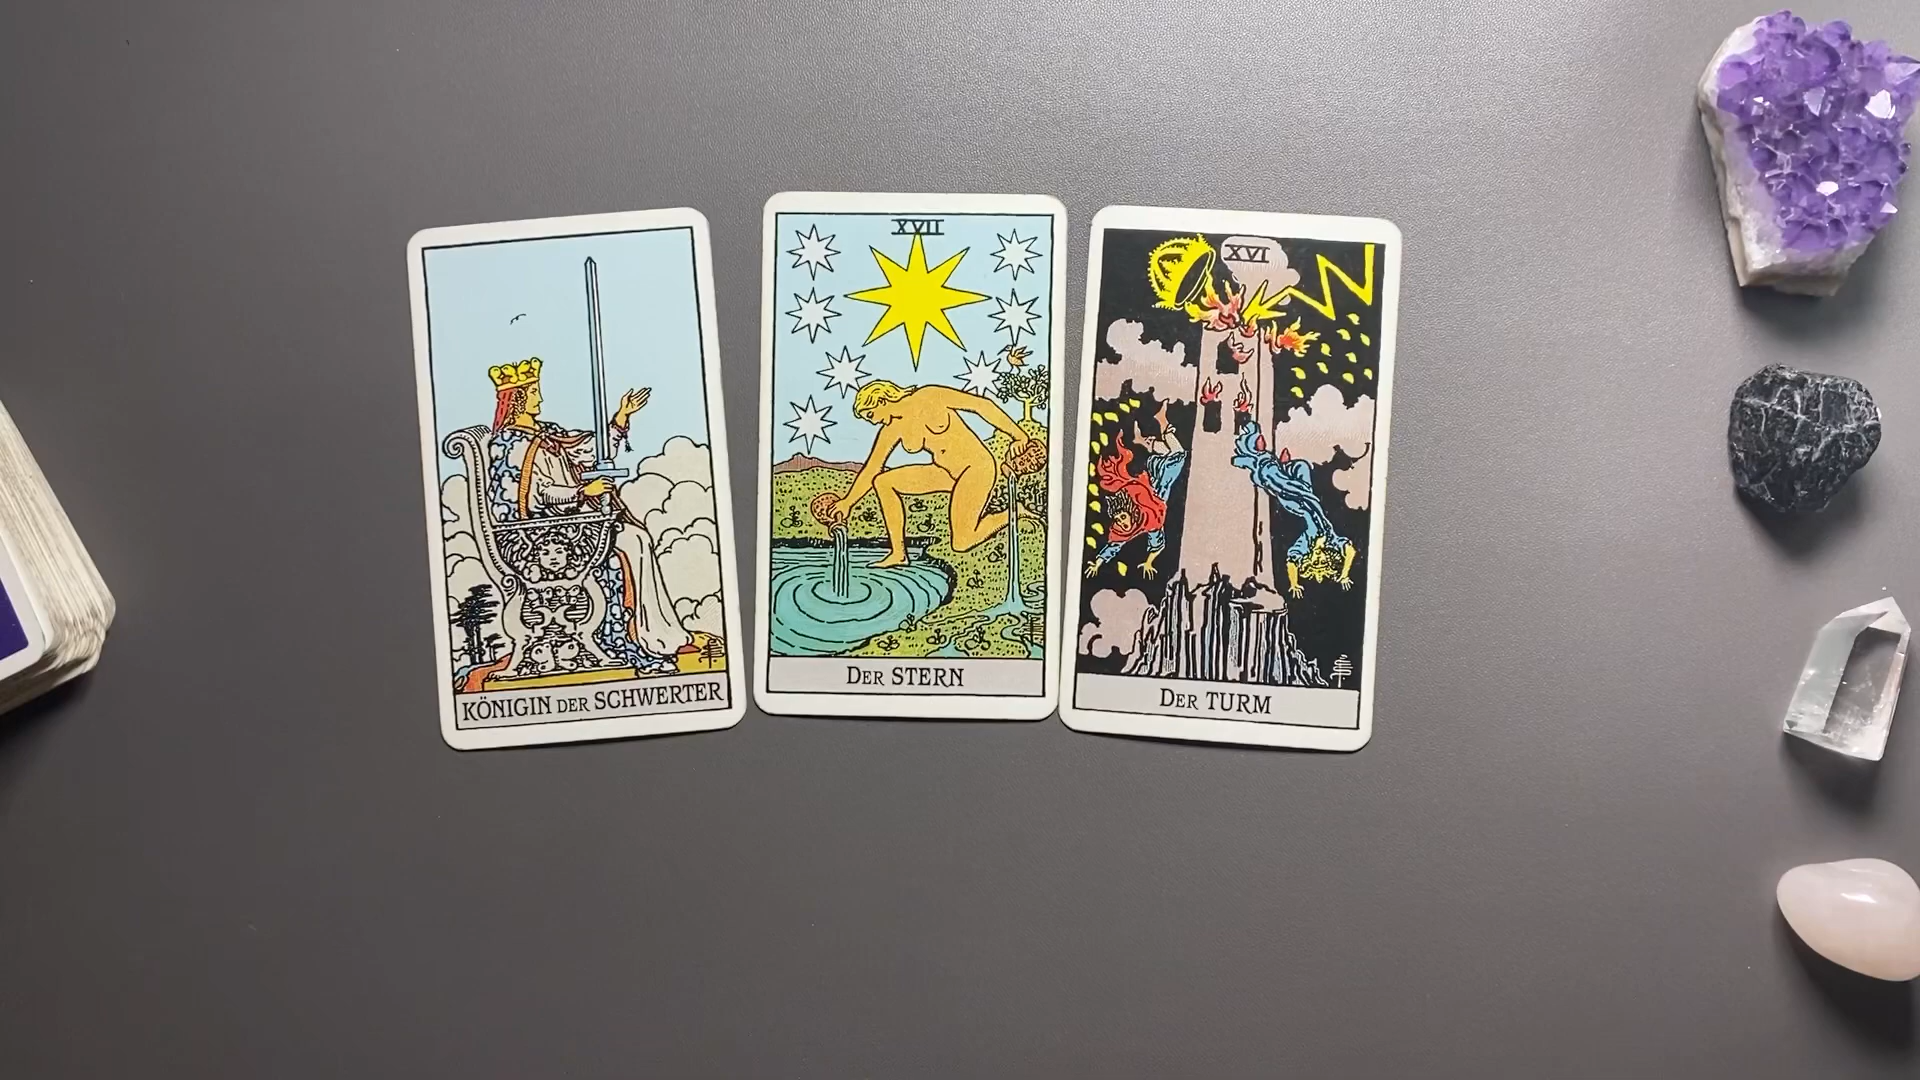 KÖNIGIN DER SCHWERTER
XVII
DER STERN
XVI
DER TURM